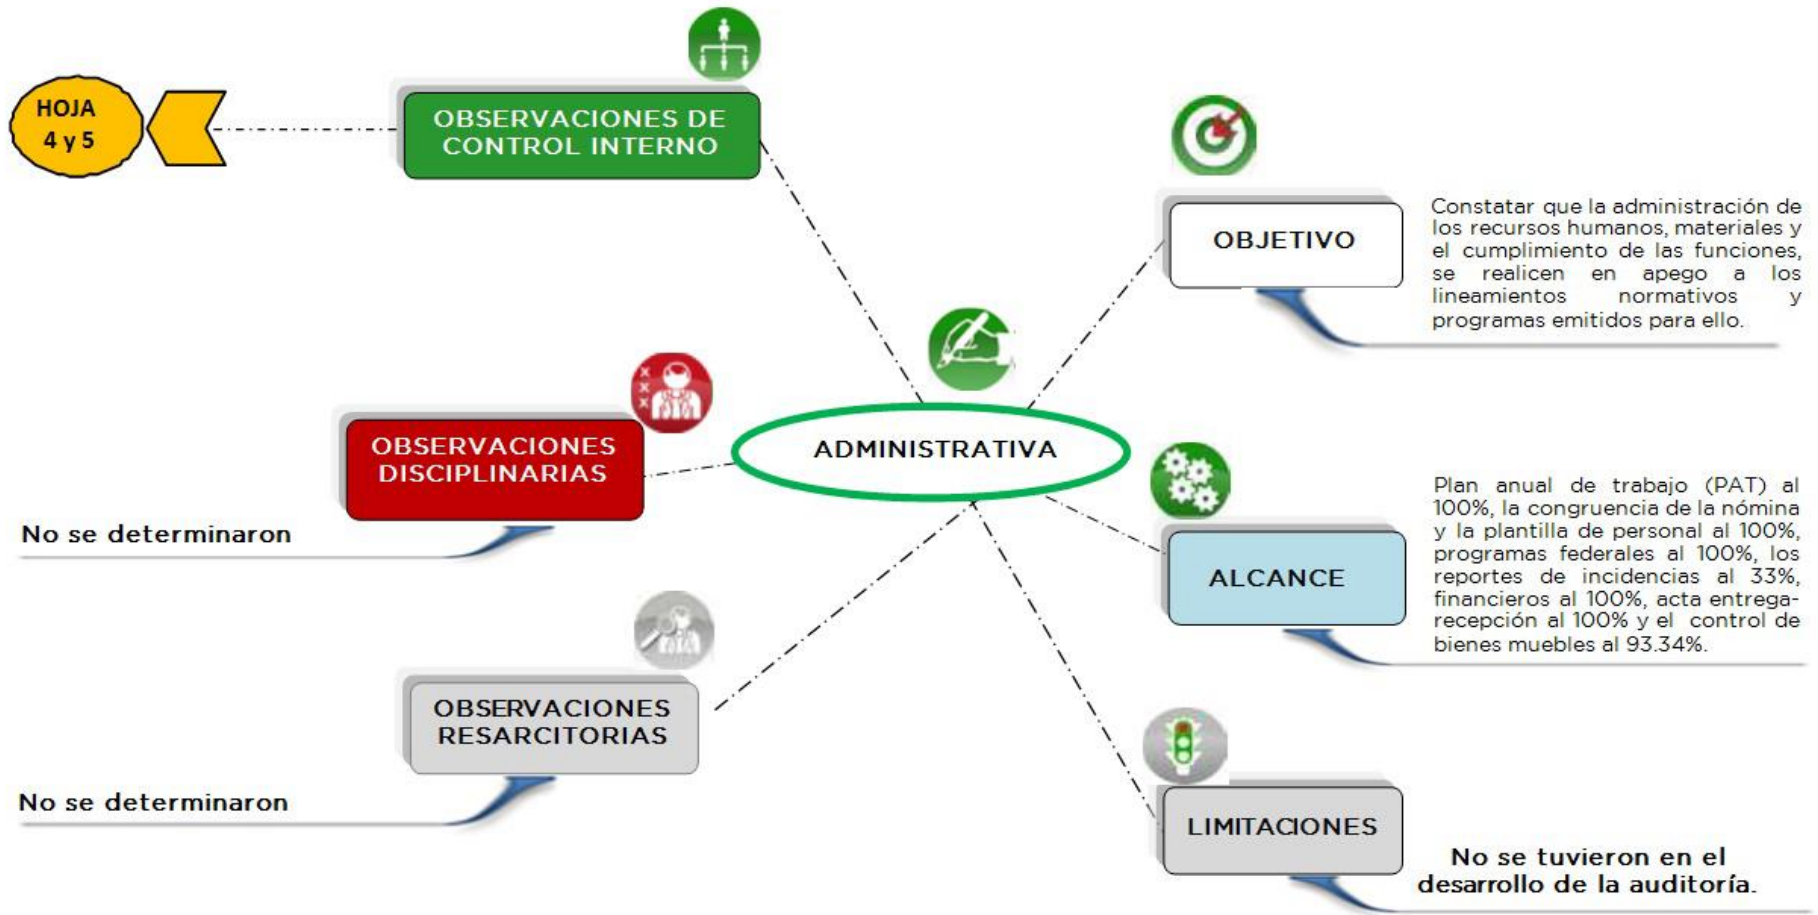 HOJA
4 y 5
OBSERVACIONES DE
CONTROL INTERNO
OBJETIVO
Constatar que la administración de
los recursos humanos, materiales y
el cumplimiento de las funciones,
se realicen en apego a los
lineamientos normativos y
programas emitidos para ello.
OBSERVACIONES
DISCIPLINARIAS
No se determinaron
ADMINISTRATIVA
ALCANCE
Plan anual de trabajo (PAT) al
100%, la congruencia de la nómina
y la plantilla de personal al 100%,
programas federales al 100%, los
reportes de incidencias al 33%,
financieros al 100%, acta entrega-
recepción al 100% y el control de
bienes muebles al 93.34%.
OBSERVACIONES
RESARCITORIAS
No se determinaron
LIMITACIONES
No se tuvieron en el
desarrollo de la auditoría.